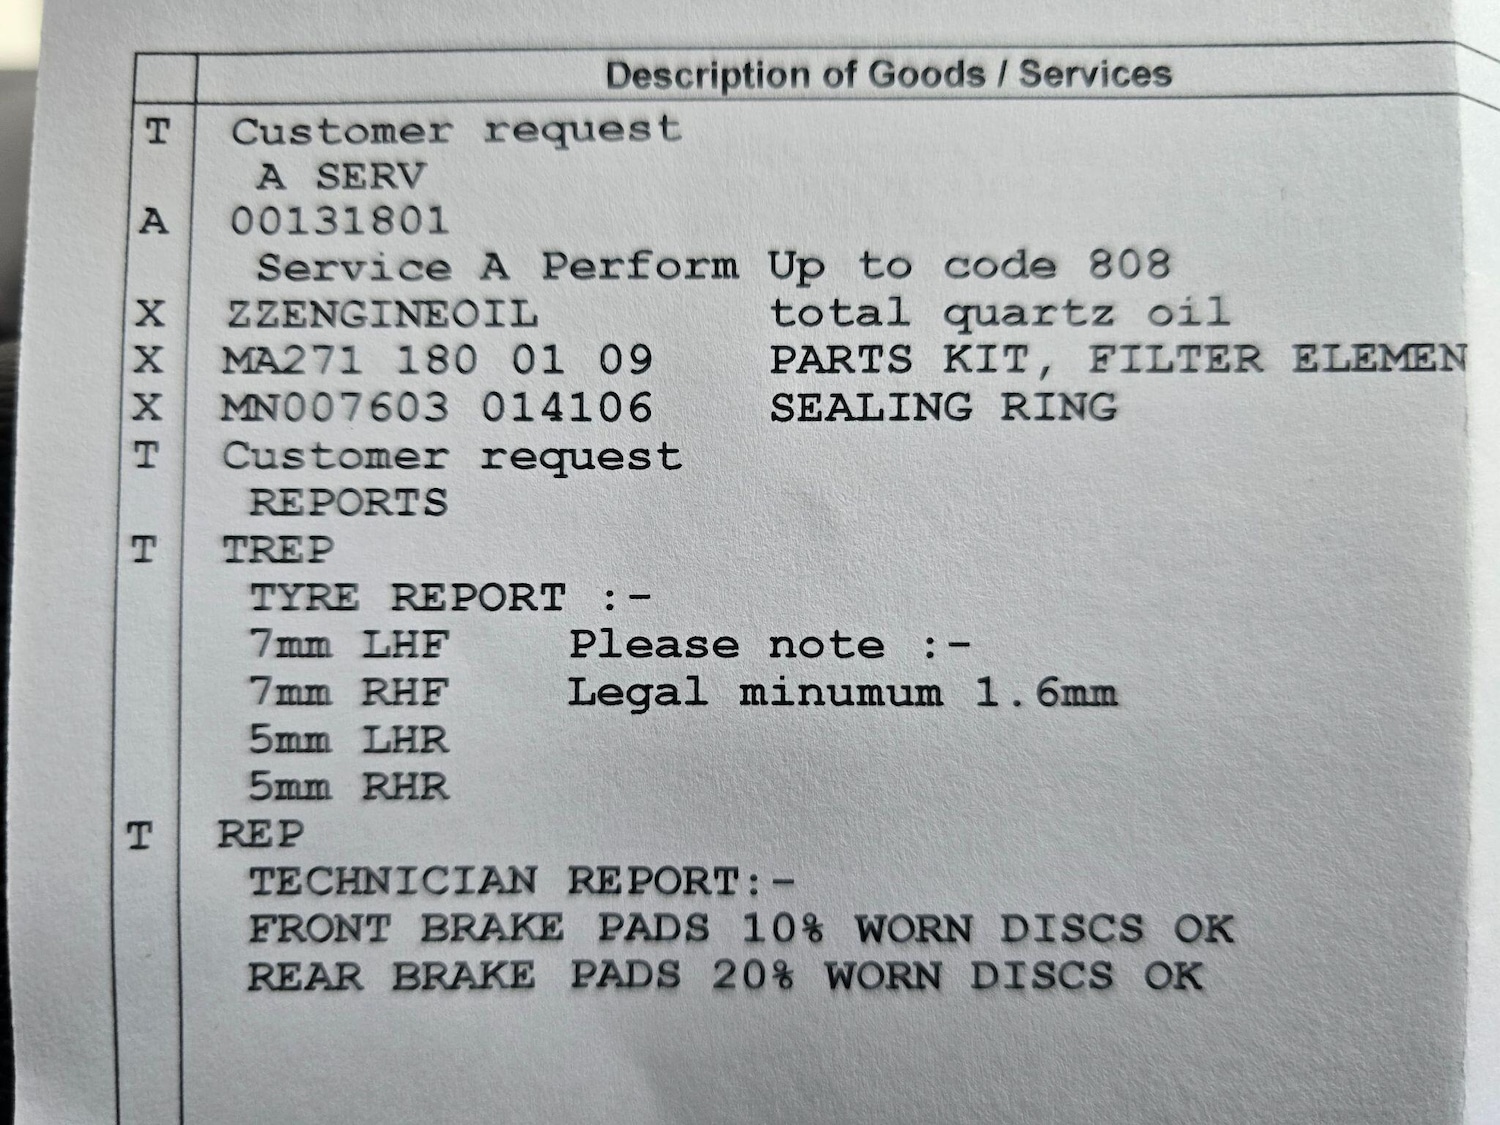 Description of Goods / Services
T Customer request
A SERV
A 00131801
Service A Perform Up to code 808
X ZZENGINEOIL total quartz oil
X MA271 180 01 09 PARTS KIT, FILTER ELEMEN
X MN007603 014106 SEALING RING
T Customer request
REPORTS
T TREP
TYRE REPORT :-
7mm LHF Please note :-
7mm RHF Legal minumum 1.6mm
5mm LHR
5mm RHR
T REP
TECHNICIAN REPORT:-
FRONT BRAKE PADS 10% WORN DISCS OK
REAR BRAKE PADS 20% WORN DISCS OK